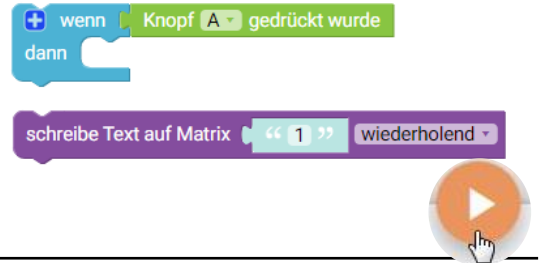 wenn Knopf A gedrückt wurde
dann
schreibe Text auf Matrix “ 1 ” wiederholend